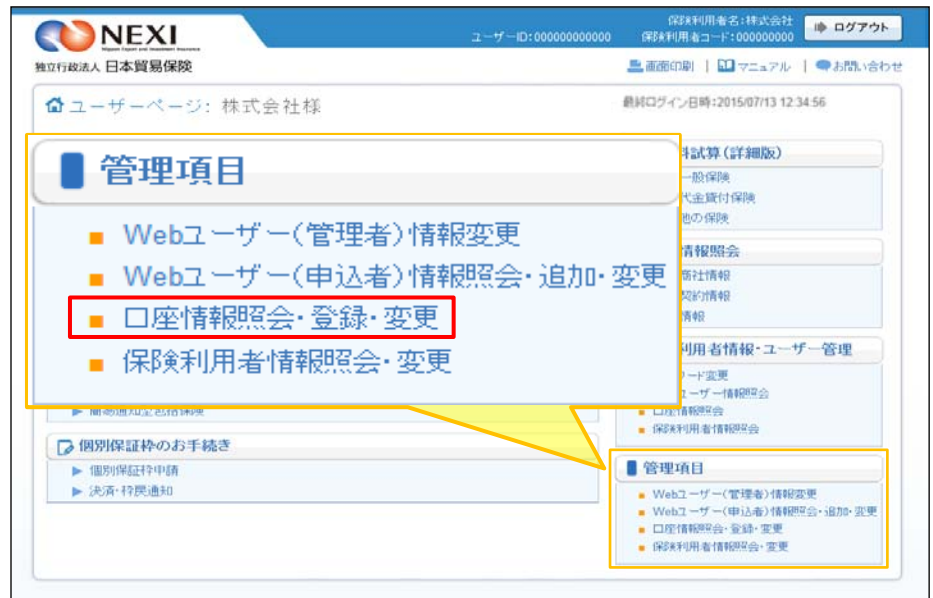 NEXI
Nippon Export and Investment Insurance
独立行政法人 日本貿易保険
ユーザーID:000000000000
保険利用者名:株式会社
保険利用者コード:000000000
ログアウト
画面印刷 | マニュアル | お問い合わせ
ユーザーページ: 株式会社様
最終ログイン日時:2015/07/13 12:34:56
管理項目
Webユーザー(管理者)情報変更
Webユーザー(申込者)情報照会・追加・変更
口座情報照会・登録・変更
保険利用者情報照会・変更
料試算(詳細版)
一般保険
代金貸付保険
他の保険
情報照会
商社情報
契約情報
情報
利用者情報・ユーザー管理
ード変更
ユーザー情報照会
口座情報照会
保険利用者情報照会
簡易通知型包括保険
個別保証枠のお手続き
個別保証枠申請
決済・枠戻通知
管理項目
Webユーザー(管理者)情報変更
Webユーザー(申込者)情報照会・追加・変更
口座情報照会・登録・変更
保険利用者情報照会・変更